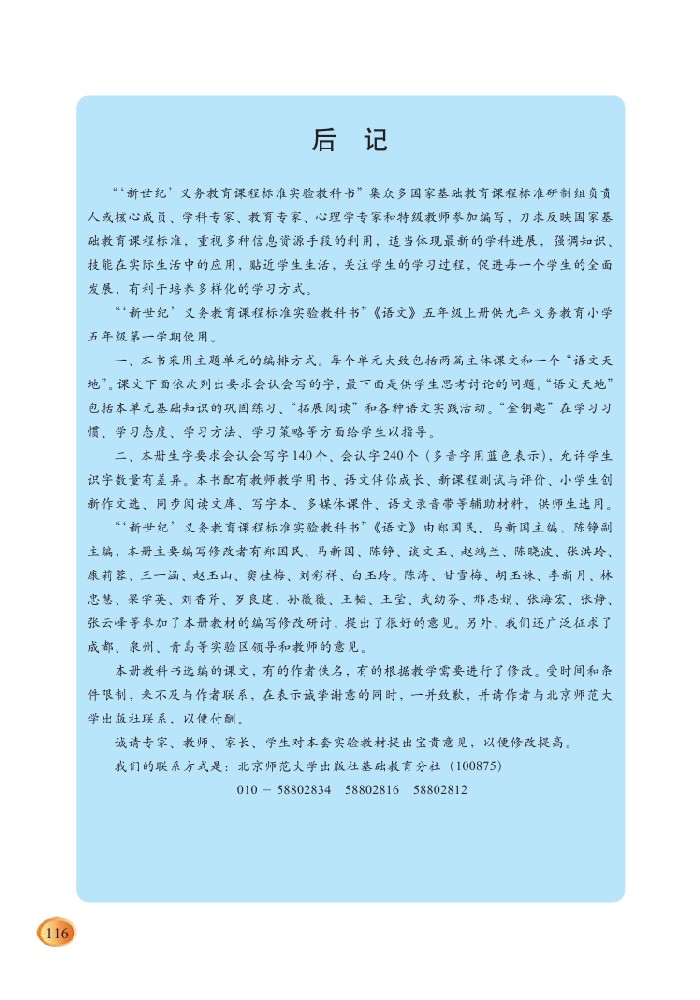 后 记
“‘新世纪’义务教育课程标准实验教科书”集众多国家基础教育课程标准研制组负责
人或核心成员、学科专家、教育专家、心理学专家和特级教师参加编写，力求反映国家基
础教育课程标准，重视多种信息资源手段的利用，适当体现最新的学科进展，强调知识、
技能在实际生活中的应用，贴近学生生活，关注学生的学习过程，促进每一个学生的全面
发展，有利于培养多样化的学习方式。
“‘新世纪’义务教育课程标准实验教科书”《语文》五年级上册供九年义务教育小学
五年级第一学期使用。
一、本书采用主题单元的编排方式。每个单元大致包括两篇主体课文和一个“语文天
地”。课文下面依次列出要求会认会写的字，最下面是供学生思考讨论的问题。“语文天地”
包括本单元基础知识的巩固练习、“拓展阅读”和各种语文实践活动。“金钥匙”在学习习
惯、学习态度、学习方法、学习策略等方面给学生以指导。
二、本册生字要求会认会写字140个、会认字240个（多音字用蓝色表示），允许学生
识字数量有差异。本书配有教师教学用书、语文伴你成长、新课程测试与评价、小学生创
新作文选、同步阅读文库、写字本、多媒体课件、语文录音带等辅助材料，供师生选用。
“‘新世纪’义务教育课程标准实验教科书”《语文》由郑国民、马新国主编，陈铮副
主编，本册主要编写修改者有郑国民、马新国、陈铮、谈文玉、赵鸿兰、陈晓波、张洪玲、
康莉蓉、王一涵、赵玉山、窦桂梅、刘彩祥、白玉玲。陈涛、甘雪梅、胡玉姝、李新月、林
忠慧、梁学英、刘香芹、罗良建、孙薇薇、王韬、王莹、武幼芬、邢志娟、张海宏、张铮、
张云峰等参加了本册教材的编写修改研讨，提出了很好的意见。另外，我们还广泛征求了
成都、泉州、青岛等实验区领导和教师的意见。
本册教科书选编的课文，有的作者佚名，有的根据教学需要进行了修改。受时间和条
件限制，来不及与作者联系，在表示诚挚谢意的同时，一并致歉，并请作者与北京师范大
学出版社联系，以便付酬。
诚请专家、教师、家长、学生对本套实验教材提出宝贵意见，以便修改提高。
我们的联系方式是：北京师范大学出版社基础教育分社（100875）
010 － 58802834 58802816 58802812
116